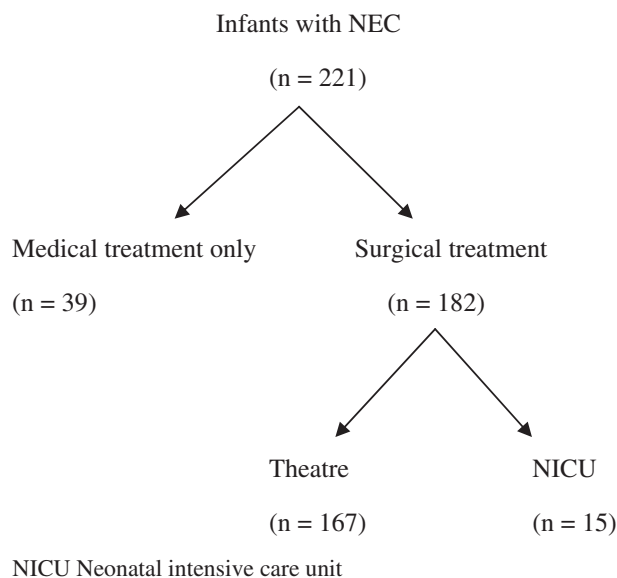 Infants with NEC
(n = 221)
Medical treatment only
(n = 39)
Surgical treatment
(n = 182)
Theatre
(n = 167)
NICU
(n = 15)
NICU Neonatal intensive care unit